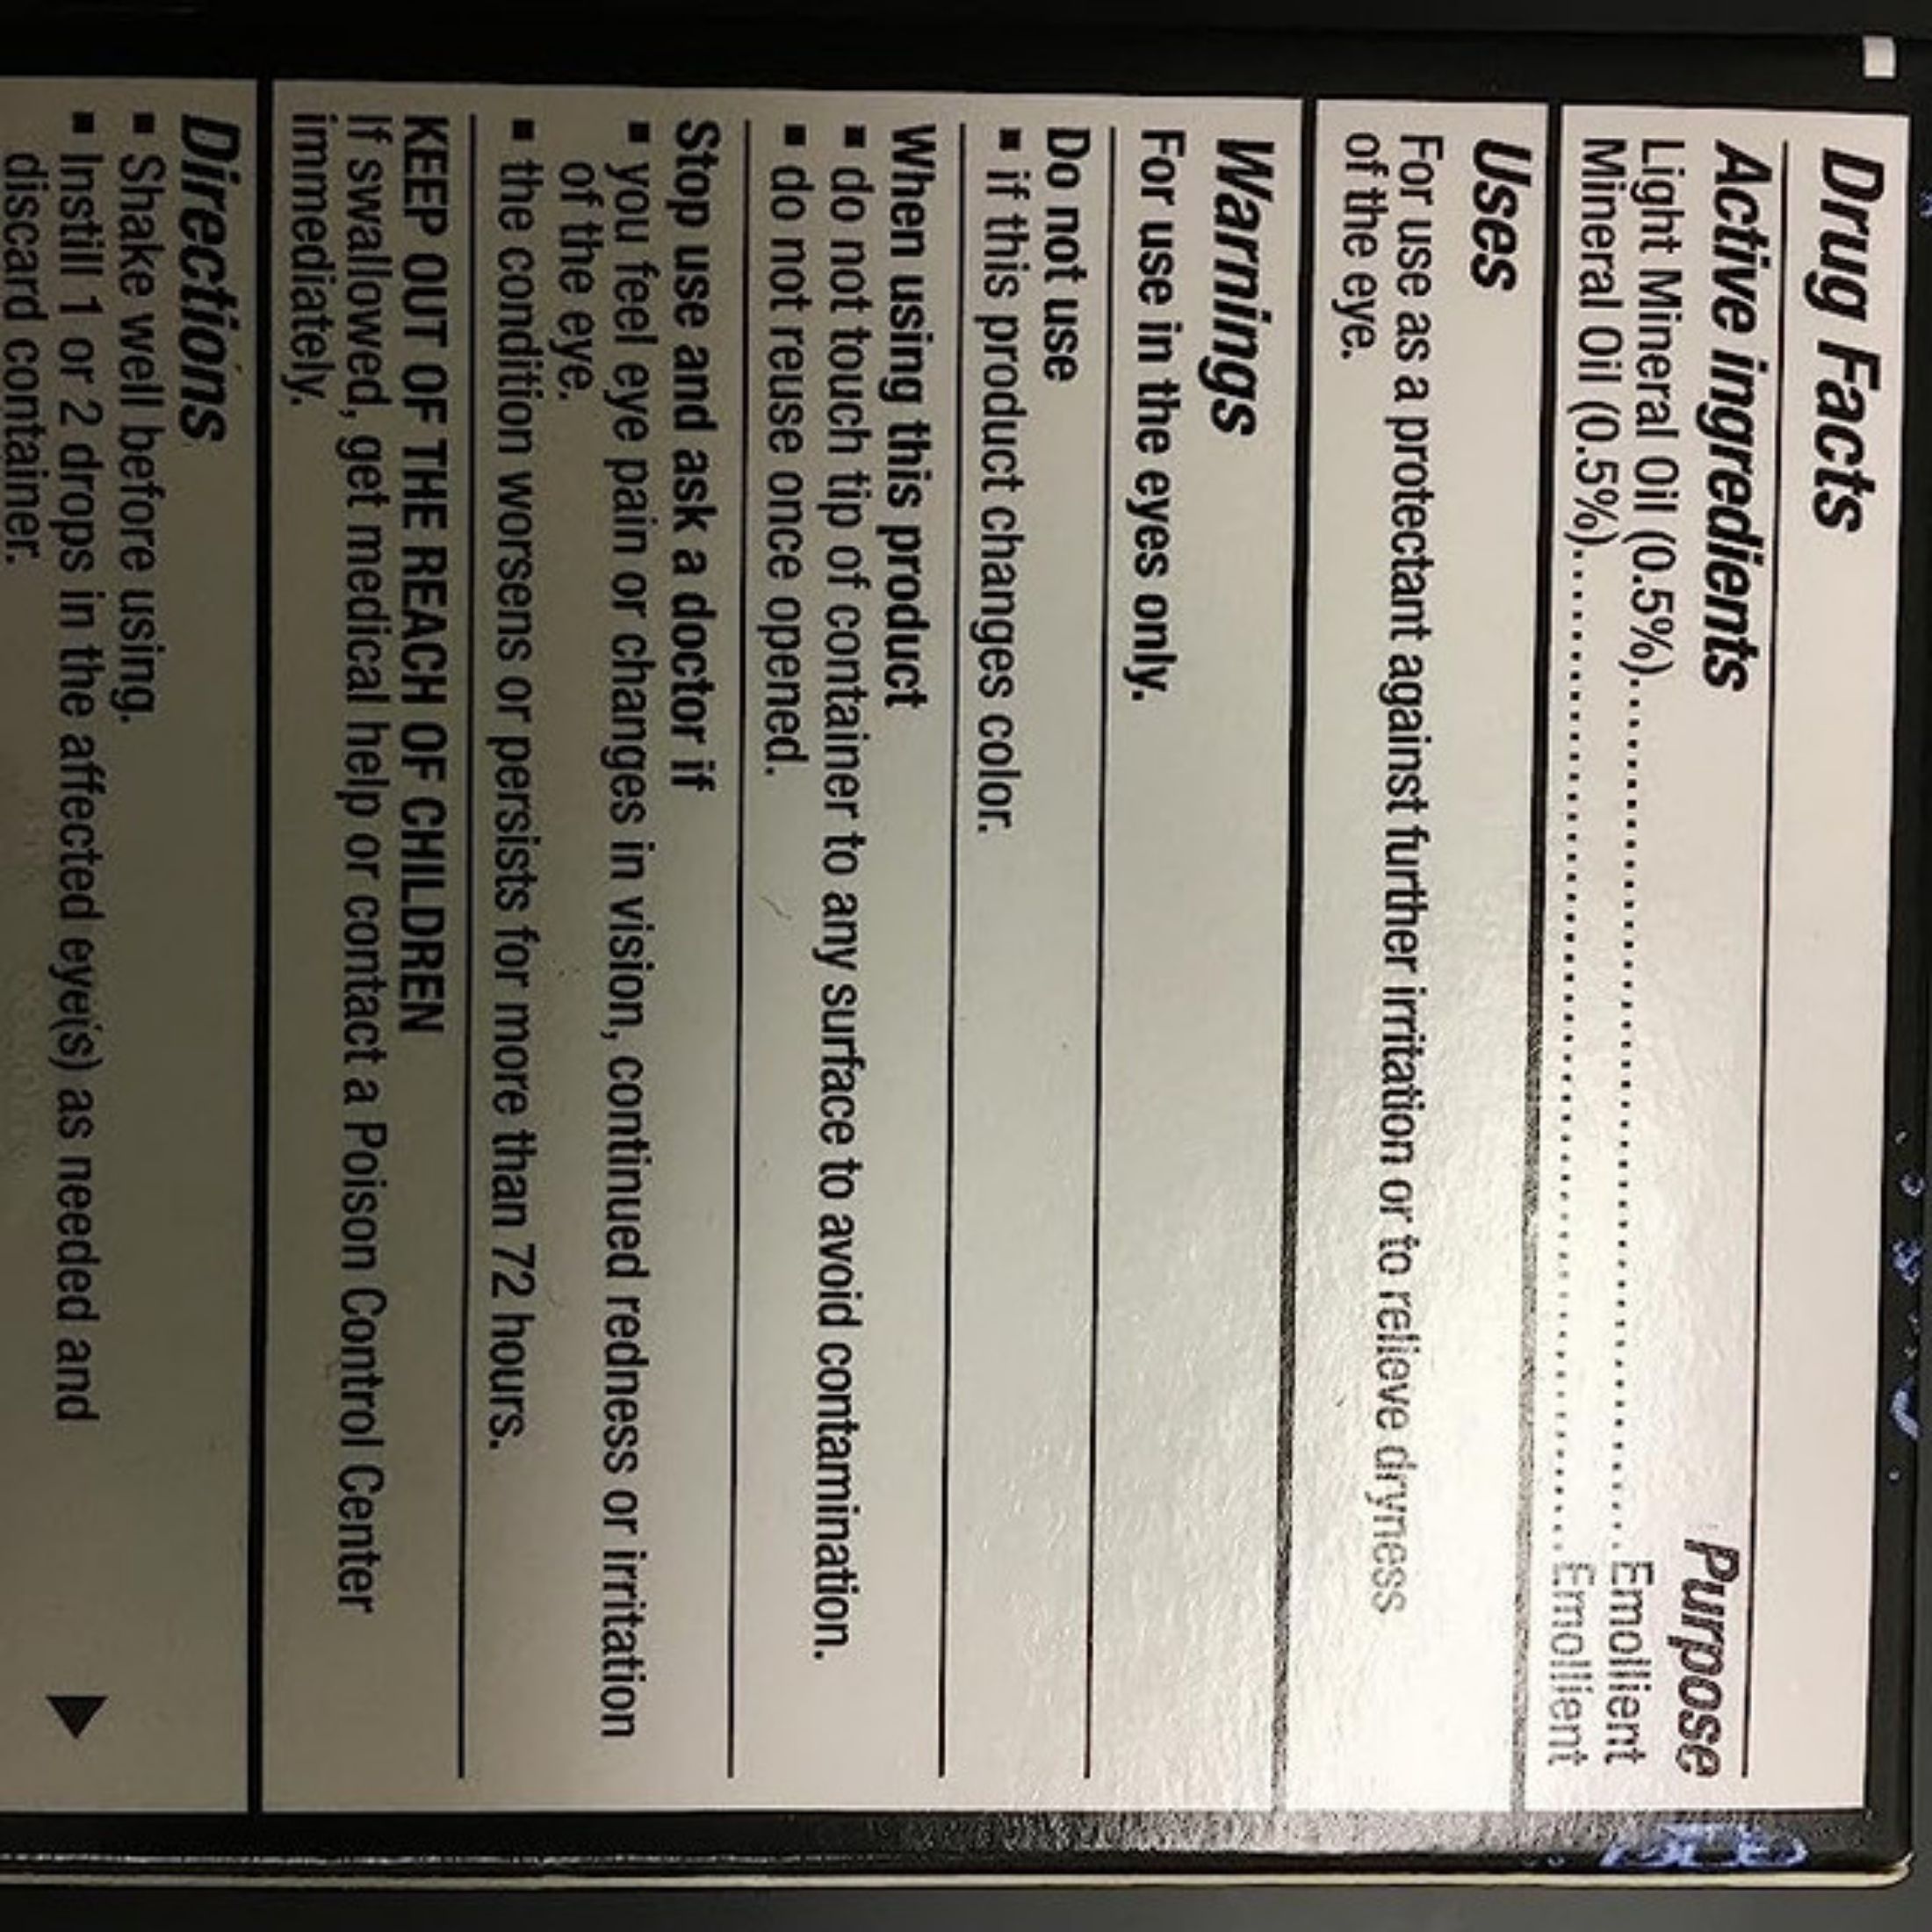 Drug Facts
Active ingredients Purpose
Light Mineral Oil (0.5%)........................................Emollient
Mineral Oil (0.5%)................................................Emollient
Uses
For use as a protectant against further irritation or to relieve dryness
of the eye.
Warnings
For use in the eyes only.
Do not use
▪ if this product changes color.
When using this product
▪ do not touch tip of container to any surface to avoid contamination.
▪ do not reuse once opened.
Stop use and ask a doctor if
▪ you feel eye pain or changes in vision, continued redness or irritation
of the eye.
▪ the condition worsens or persists for more than 72 hours.
KEEP OUT OF THE REACH OF CHILDREN
If swallowed, get medical help or contact a Poison Control Center
immediately.
Directions
▪ Shake well before using.
▪ Instill 1 or 2 drops in the affected eye(s) as needed and
discard container.